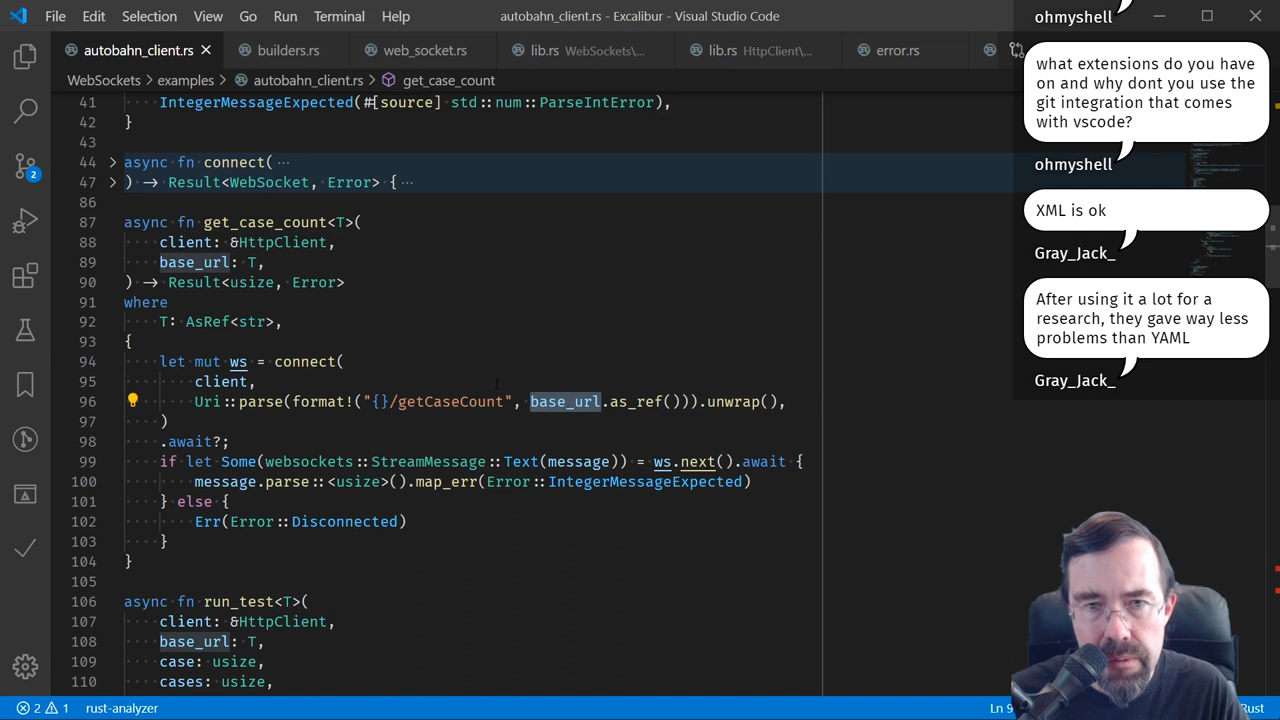 File Edit Selection View Go Run Terminal Help autobahn_client.rs - Excalibur - Visual Studio Code
autobahn_client.rs builders.rs web_socket.rs lib.rs WebSockets\... lib.rs HttpClient\... error.rs
WebSockets > examples > autobahn_client.rs > get_case_count
41 IntegerMessageExpected(#[source] std::num::ParseIntError),
42 }
43
44 async fn connect( ...
47 ) -> Result<WebSocket, Error> { ...
86
87 async fn get_case_count<T>(
88 client: &HttpClient,
89 base_url: T,
90 ) -> Result<usize, Error>
91 where
92 T: AsRef<str>,
93 {
94 let mut ws = connect(
95 client,
96 Uri::parse(format!("{}/getCaseCount", base_url.as_ref())).unwrap(),
97 )
98 .await?;
99 if let Some(websockets::StreamMessage::Text(message)) = ws.next().await {
100 message.parse::<usize>().map_err(Error::IntegerMessageExpected)
101 } else {
102 Err(Error::Disconnected)
103 }
104 }
105
106 async fn run_test<T>(
107 client: &HttpClient,
108 base_url: T,
109 case: usize,
110 cases: usize,
2
2 1 rust-analyzer Ln 9 Rust
ohmyshell
what extensions do you have
on and why dont you use the
git integration that comes
with vscode?
ohmyshell
XML is ok
Gray_Jack_
After using it a lot for a
research, they gave way less
problems than YAML
Gray_Jack_